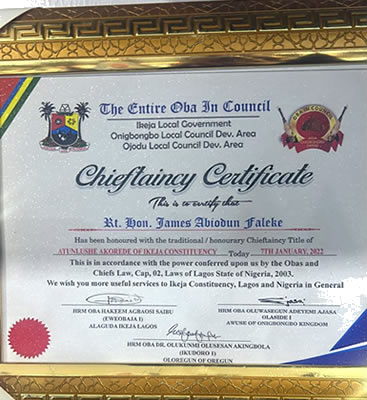 The Entire Oba In Council
Ikeja Local Government
Onigbongbo Local Council Dev. Area
Ojodu Local Council Dev. Area
Chieftaincy Certificate
This is to certify that
Rt. Hon. James Abiodun Faleke
Has been honoured with the traditional / honourary Chieftaincy Title of
ATUNLUSHE AKOREDE OF IKEJA CONSTITUENCY Today 7TH JANUARY, 2022
This is in accordance with the power conferred upon us by the Obas and
Chiefs Law, Cap, 02, Laws of Lagos State of Nigeria, 2003.
We wish you more useful services to Ikeja Constituency, Lagos and Nigeria in General
HRM OBA HAKEEM AGBAOSI SAIBU
(EWEOBAJA 1)
ALAGUDA IKEJA LAGOS
HRM OBA OLUWASEGUN ADEYEMI AJASA
OLASIDE 1
AWUSE OF ONIGBONGBO KINGDOM
HRM OBA DR. OLUKUNMI OLUSESAN AKINGBOLA
(IKUDORO 1)
OLOREGUN OF OREGUN